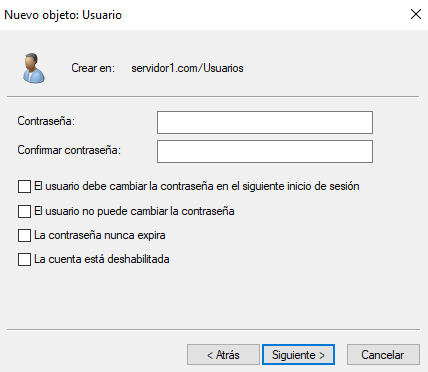 Nuevo objeto: Usuario
Crear en: servidor1.com/Usuarios
Contraseña:
Confirmar contraseña:
El usuario debe cambiar la contraseña en el siguiente inicio de sesión
El usuario no puede cambiar la contraseña
La contraseña nunca expira
La cuenta está deshabilitada
< Atrás Siguiente > Cancelar